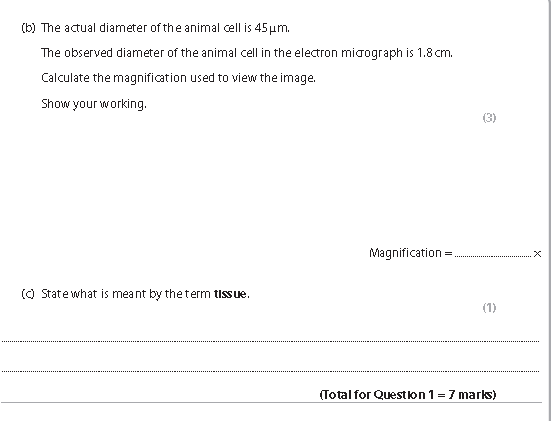 (b) The actual diameter of the animal cell is 45 µm.
The observed diameter of the animal cell in the electron micrograph is 1.8 cm.
Calculate the magnification used to view the image.
Show your working.
(3)
Magnification = .............................. ×
(c) State what is meant by the term tissue.
(1)
(Total for Question 1 = 7 marks)